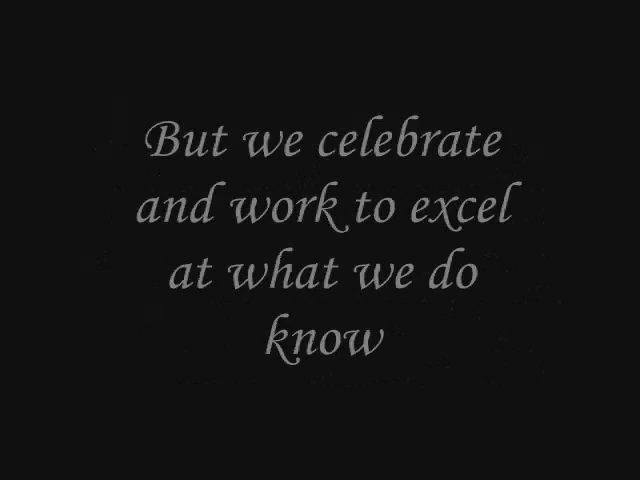 But we celebrate
and work to excel
at what we do
know